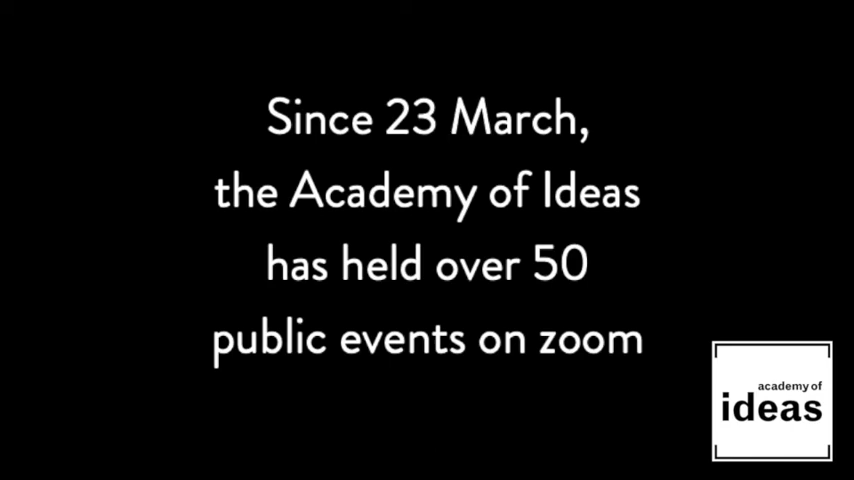 Since 23 March,
the Academy of Ideas
has held over 50
public events on zoom
academy of
ideas